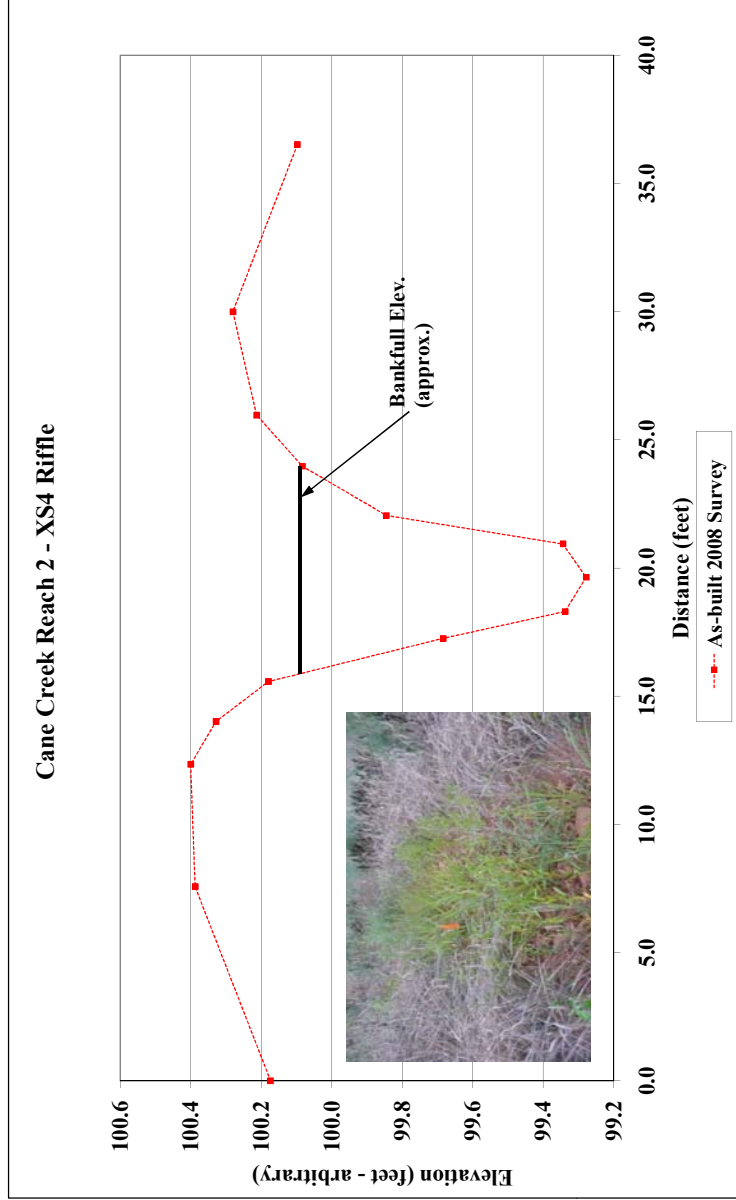 Cane Creek Reach 2 - XS4 Riffle
Elevation (feet - arbitrary)
100.6
100.4
100.2
100.0
99.8
99.6
99.4
99.2
Bankfull Elev.
(approx.)
0.0 5.0 10.0 15.0 20.0 25.0 30.0 35.0 40.0
Distance (feet)
As-built 2008 Survey